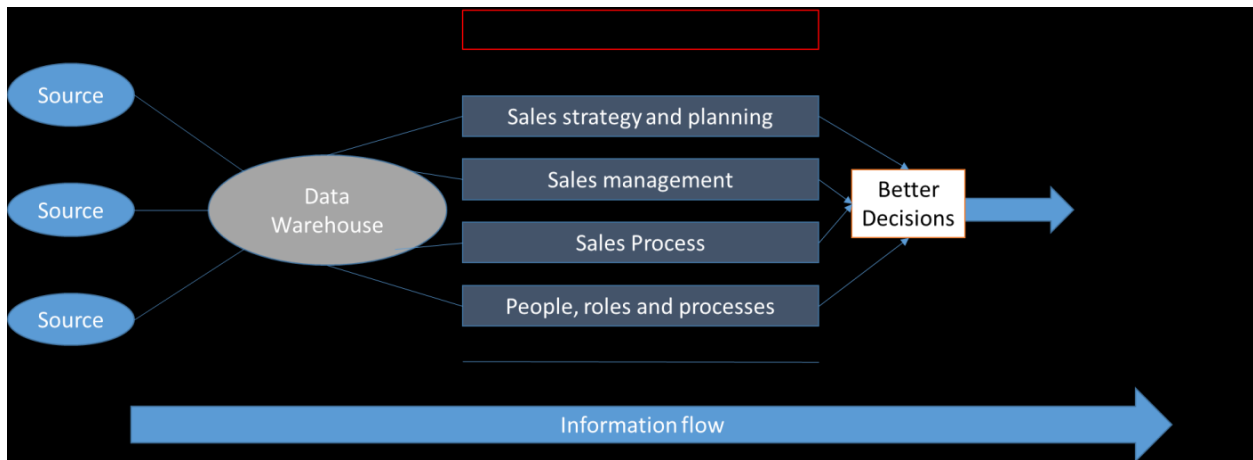 Source
Source
Source
Data
Warehouse
Sales strategy and planning
Sales management
Sales Process
People, roles and processes
Better
Decisions
Information flow